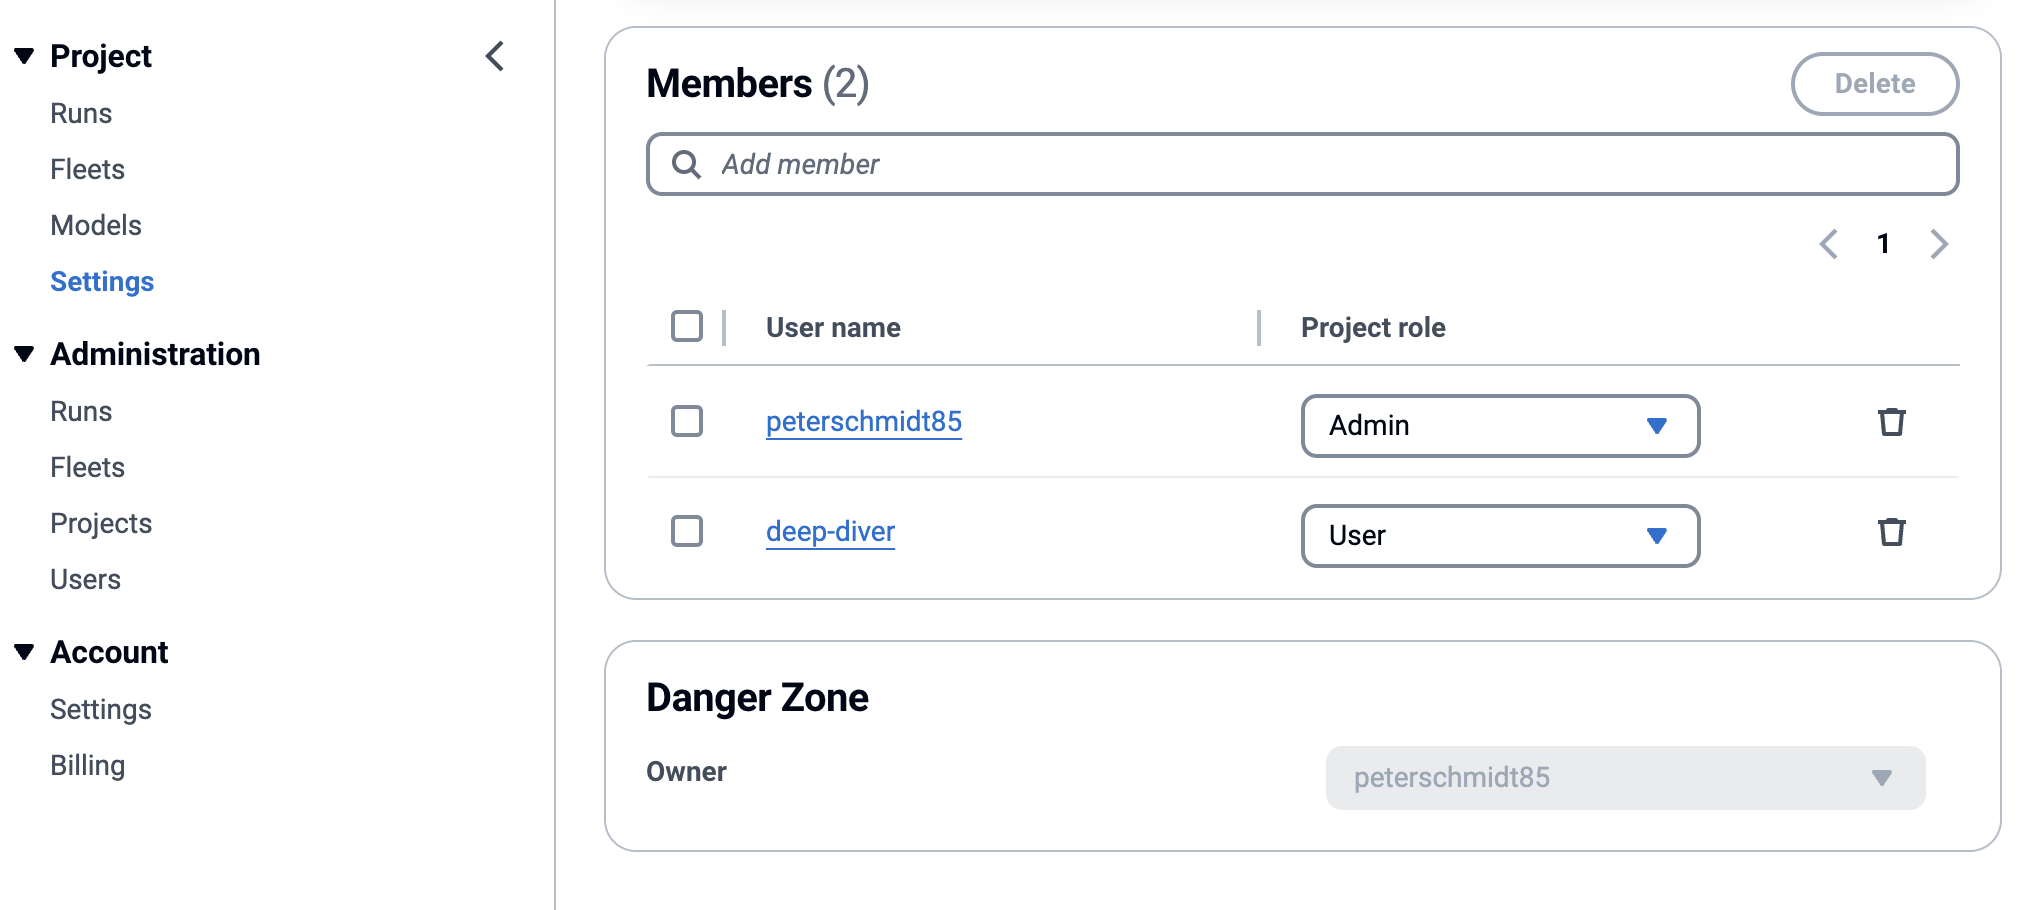 Project
Runs
Fleets
Models
Settings
Administration
Runs
Fleets
Projects
Users
Account
Settings
Billing
Members (2)
Delete
Add member
1
User name Project role
peterschmidt85 Admin
deep-diver User
Danger Zone
Owner peterschmidt85